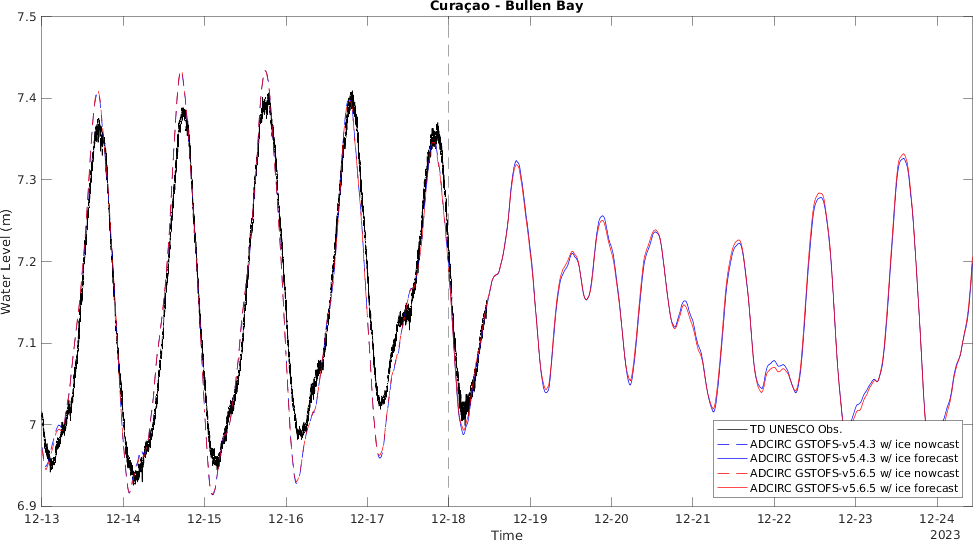 Curaçao - Bullen Bay
Water Level (m)
7.5
7.4
7.3
7.2
7.1
7
6.9
12-13 12-14 12-15 12-16 12-17 12-18 12-19 12-20 12-21 12-22 12-23 12-24
Time
2023
TD UNESCO Obs.
ADCIRC GSTOFS-v5.4.3 w/ ice nowcast
ADCIRC GSTOFS-v5.4.3 w/ ice forecast
ADCIRC GSTOFS-v5.6.5 w/ ice nowcast
ADCIRC GSTOFS-v5.6.5 w/ ice forecast